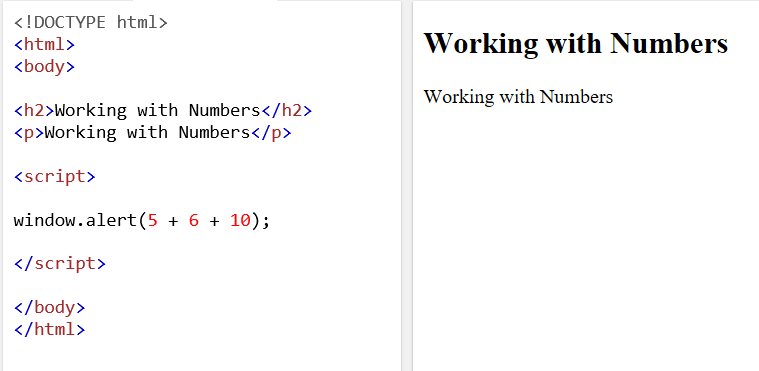 <!DOCTYPE html>
<html>
<body>
<h2>Working with Numbers</h2>
<p>Working with Numbers</p>
<script>
window.alert(5 + 6 + 10);
</script>
</body>
</html>
Working with Numbers
Working with Numbers